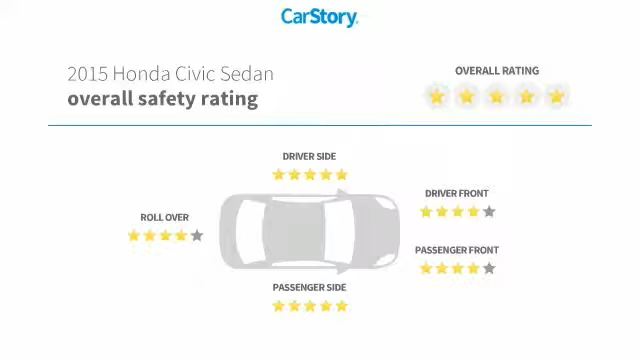 CarStory.
2015 Honda Civic Sedan
overall safety rating
OVERALL RATING
DRIVER SIDE
DRIVER FRONT
ROLL OVER
PASSENGER FRONT
PASSENGER SIDE